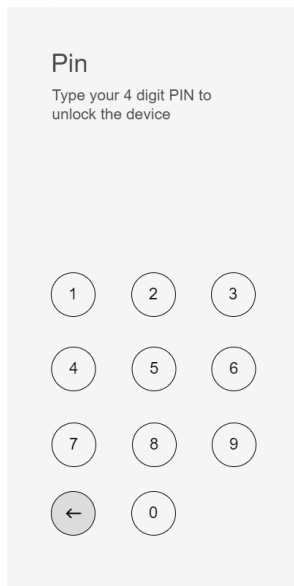 Pin
Type your 4 digit PIN to
unlock the device
1 2 3
4 5 6
7 8 9
← 0